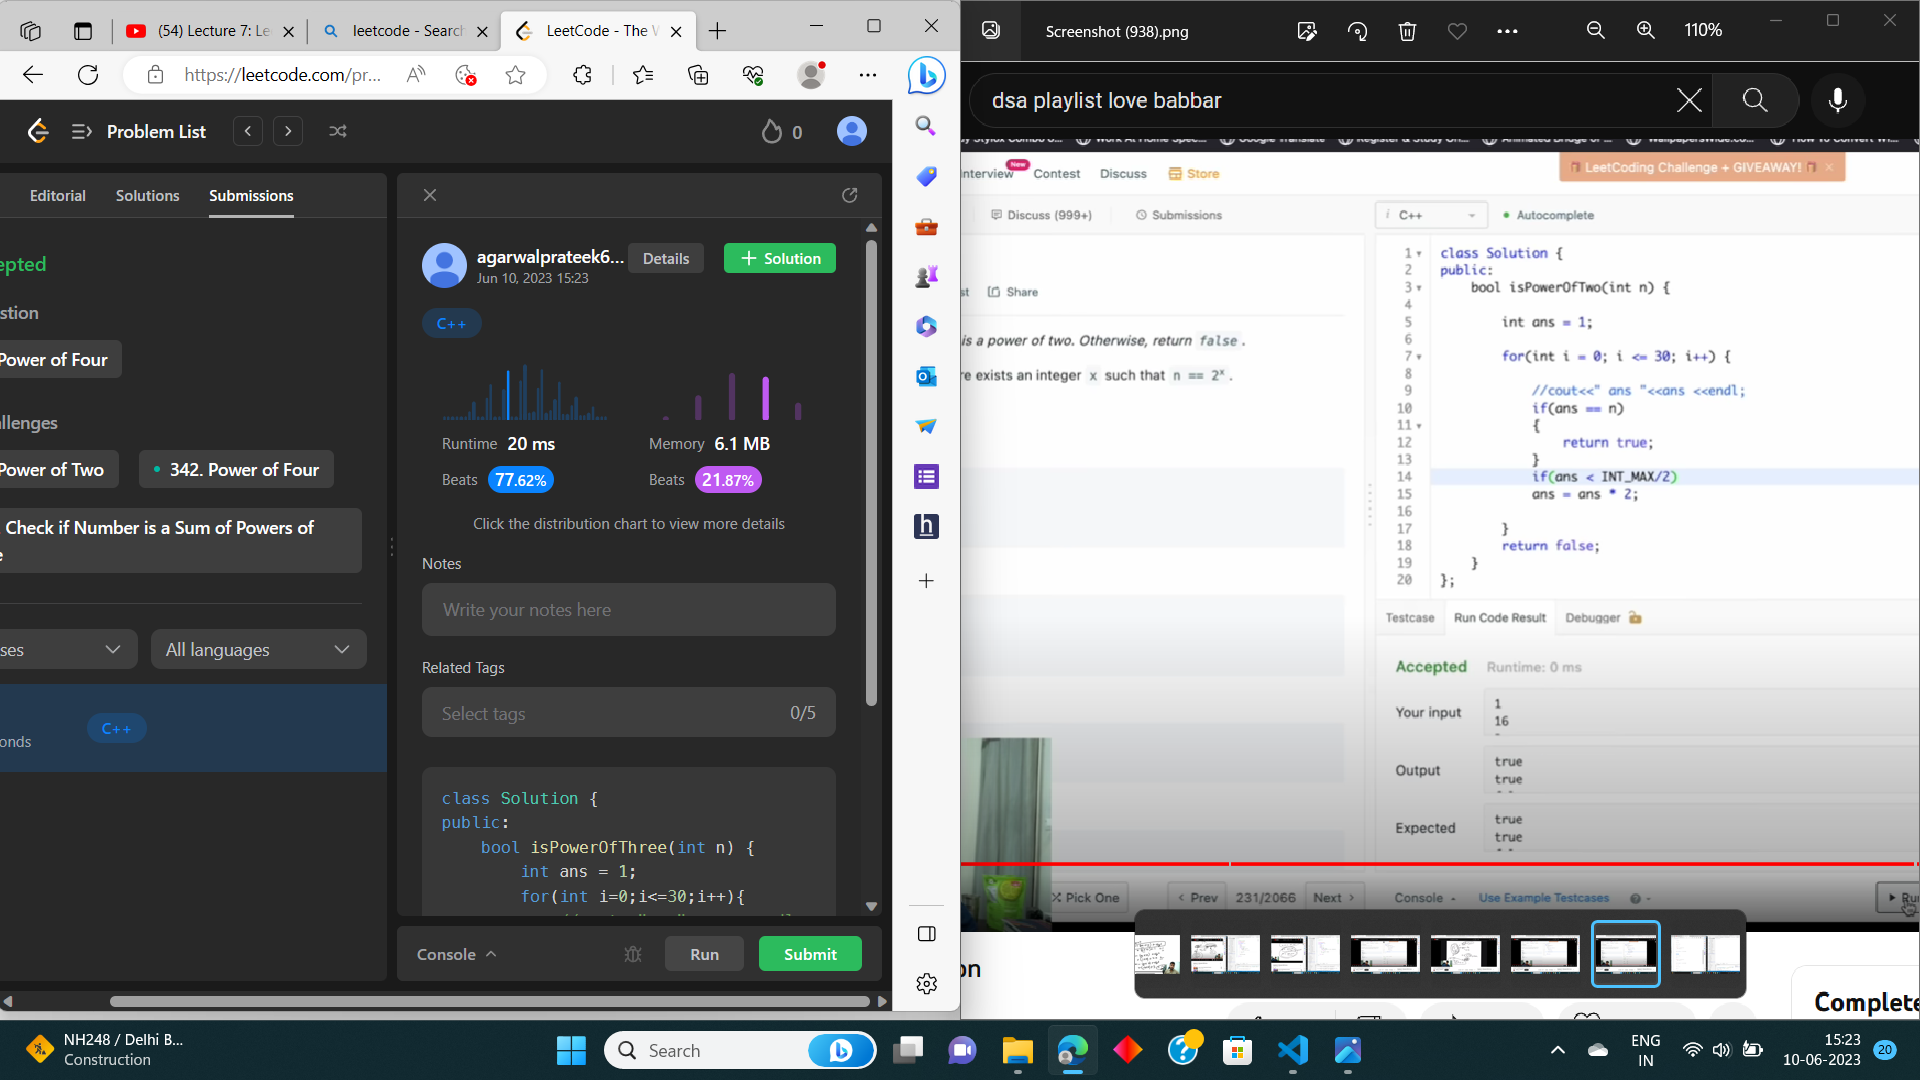 (54) Lecture 7: Le
leetcode - Search
LeetCode - The W
https://leetcode.com/pr...
Problem List
0
Editorial
Solutions
Submissions
epted
stion
Power of Four
llenges
Power of Two
342. Power of Four
. Check if Number is a Sum of Powers of
e
ses
All languages
C++
onds
agarwalprateek6...
Jun 10, 2023 15:23
Details
+ Solution
C++
Runtime 20 ms
Memory 6.1 MB
Beats 77.62%
Beats 21.87%
Click the distribution chart to view more details
Notes
Write your notes here
Related Tags
Select tags
0/5
class Solution {
public:
bool isPowerOfThree(int n) {
int ans = 1;
for(int i=0;i<=30;i++){
Console
Run
Submit
Screenshot (938).png
110%
dsa playlist love babbar
nterview
New
Contest
Discuss
Store
LeetCoding Challenge + GIVEAWAY!
Discuss (999+)
Submissions
C++
Autocomplete
st
Share
is a power of two. Otherwise, return false.
re exists an integer x such that n == 2ˣ.
1 class Solution {
2 public:
3 bool isPowerOfTwo(int n) {
4
5 int ans = 1;
6
7 for(int i = 0; i <= 30; i++) {
8
9 //cout<<" ans "<<ans <<endl;
10 if(ans == n)
11 {
12 return true;
13 }
14 if(ans < INT_MAX/2)
15 ans = ans * 2;
16
17 }
18 return false;
19 }
20 };
Testcase
Run Code Result
Debugger
Accepted
Runtime: 0 ms
Your input
1
16
Output
true
true
Expected
true
true
Pick One
< Prev
231/2066
Next >
Console
Use Example Testcases
Ru
on
Complete
NH248 / Delhi B...
Construction
Search
ENG
IN
15:23
10-06-2023
20